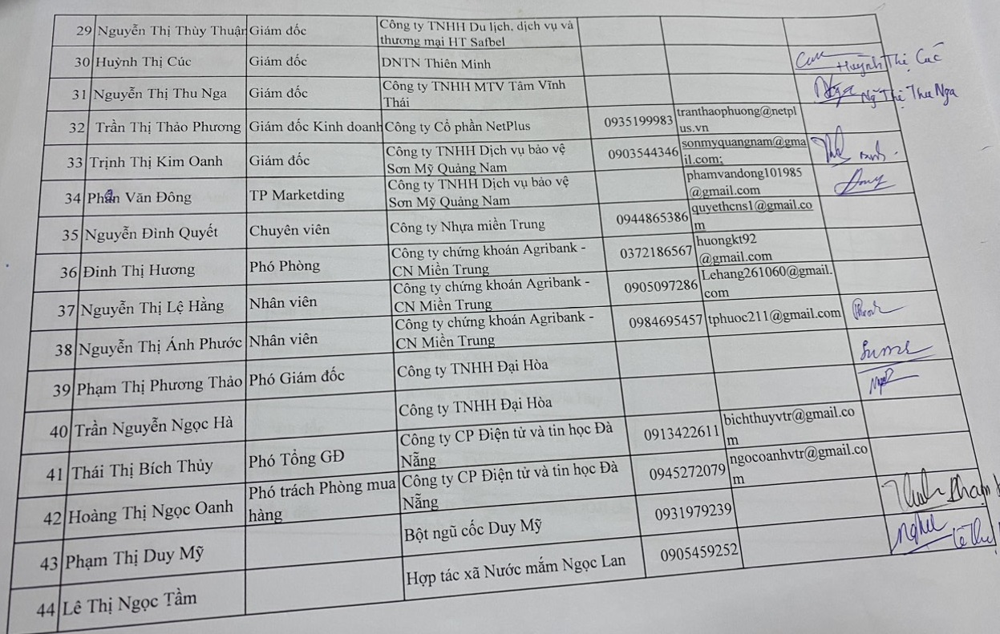 29 Nguyễn Thị Thùy Thuận Giám đốc Công ty TNHH Du lịch, dịch vụ và
thương mại HT Safbel
30 Huỳnh Thị Cúc Giám đốc DNTN Thiên Minh Huỳnh Thị Cúc
31 Nguyễn Thị Thu Nga Giám đốc Công ty TNHH MTV Tâm Vĩnh
Thái Nga Ng Thị Thu Nga
32 Trần Thị Thảo Phương Giám đốc Kinh doanh Công ty Cổ phần NetPlus 0935199983 tranthaophuong@netpl
us.vn
33 Trịnh Thị Kim Oanh Giám đốc Công ty TNHH Dịch vụ bảo vệ 0903544346 sonmyquangnam@gma
Sơn Mỹ Quảng Nam il.com;
34 Phan Văn Đông TP Marketding Công ty TNHH Dịch vụ bảo vệ phamvandong101985
Sơn Mỹ Quảng Nam @gmail.com
35 Nguyễn Đình Quyết Chuyên viên Công ty Nhựa miền Trung 0944865386 quyethcns1@gmail.co
m
36 Đinh Thị Hương Phó Phòng Công ty chứng khoán Agribank - 0372186567 huongkt92
CN Miền Trung @gmail.com
37 Nguyễn Thị Lệ Hằng Nhân viên Công ty chứng khoán Agribank - 0905097286 Lehang261060@gmail.
CN Miền Trung com
38 Nguyễn Thị Ánh Phước Nhân viên Công ty chứng khoán Agribank - 0984695457 tphuoc211@gmail.com
CN Miền Trung
39 Phạm Thị Phương Thảo Phó Giám đốc Công ty TNHH Đại Hòa
40 Trần Nguyễn Ngọc Hà Công ty TNHH Đại Hòa
41 Thái Thị Bích Thủy Phó Tổng GĐ Công ty CP Điện tử và tin học Đà 0913422611 bichthuyvtr@gmail.co
Nẵng m
42 Hoàng Thị Ngọc Oanh Phó trách Phòng mua Công ty CP Điện tử và tin học Đà 0945272079 ngocoanhvtr@gmail.co
hàng Nẵng m
43 Phạm Thị Duy Mỹ Bột ngũ cốc Duy Mỹ 0931979239
44 Lê Thị Ngọc Tầm Hợp tác xã Nước mắm Ngọc Lan 0905459252